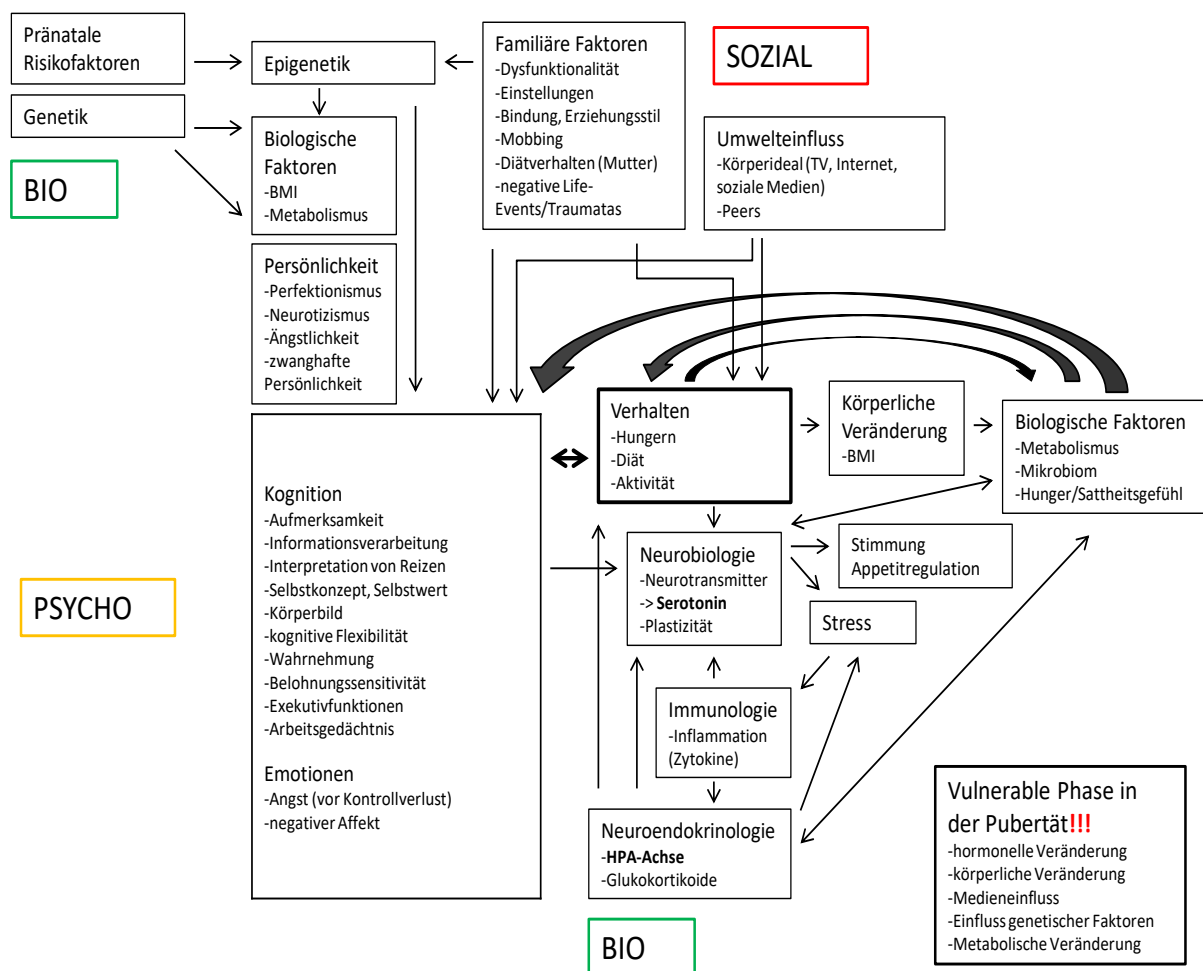 Pränatale
Risikofaktoren
Genetik
BIO
Epigenetik
Biologische
Faktoren
-BMI
-Metabolismus
Persönlichkeit
-Perfektionismus
-Neurotizismus
-Ängstlichkeit
-zwanghafte
Persönlichkeit
Familiäre Faktoren
-Dysfunktionalität
-Einstellungen
-Bindung, Erziehungsstil
-Mobbing
-Diätverhalten (Mutter)
-negative Life-
Events/Traumatas
SOZIAL
Umwelteinfluss
-Körperideal (TV, Internet,
soziale Medien)
-Peers
PSYCHO
Kognition
-Aufmerksamkeit
-Informationsverarbeitung
-Interpretation von Reizen
-Selbstkonzept, Selbstwert
-Körperbild
-kognitive Flexibilität
-Wahrnehmung
-Belohnungssensitivität
-Exekutivfunktionen
-Arbeitsgedächtnis
Emotionen
-Angst (vor Kontrollverlust)
-negativer Affekt
Verhalten
-Hungern
-Diät
-Aktivität
Körperliche
Veränderung
-BMI
Biologische Faktoren
-Metabolismus
-Mikrobiom
-Hunger/Sattheitsgefühl
Neurobiologie
-Neurotransmitter
-> Serotonin
-Plastizität
Stimmung
Appetitregulation
Stress
Immunologie
-Inflammation
(Zytokine)
Neuroendokrinologie
-HPA-Achse
-Glukokortikoide
BIO
Vulnerable Phase in
der Pubertät!!!
-hormonelle Veränderung
-körperliche Veränderung
-Medieneinfluss
-Einfluss genetischer Faktoren
-Metabolische Veränderung